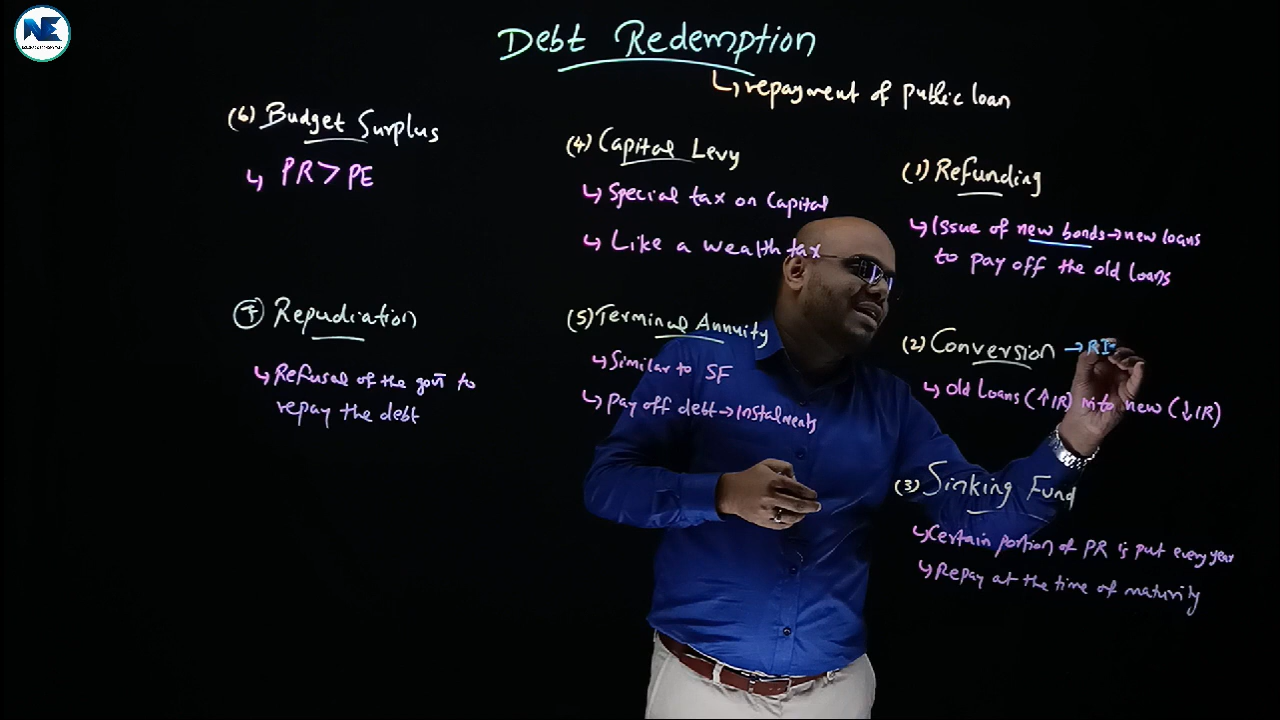 NE
Debt Redemption
↳ repayment of public loan
(1) Refunding
↳ Issue of new bonds → new loans
to pay off the old loans
(2) Conversion → RI
↳ old loans (↑IR) into new (↓IR)
(3) Sinking Fund
↳ Certain portion of PR is put every year
↳ Repay at the time of maturity
(4) Capital Levy
↳ Special tax on Capital
↳ Like a wealth tax
(5) Terminal Annuity
↳ Similar to SF
↳ pay off debt → Instalments
(6) Budget Surplus
↳ PR > PE
(7) Repudiation
↳ Refusal of the govt to
repay the debt